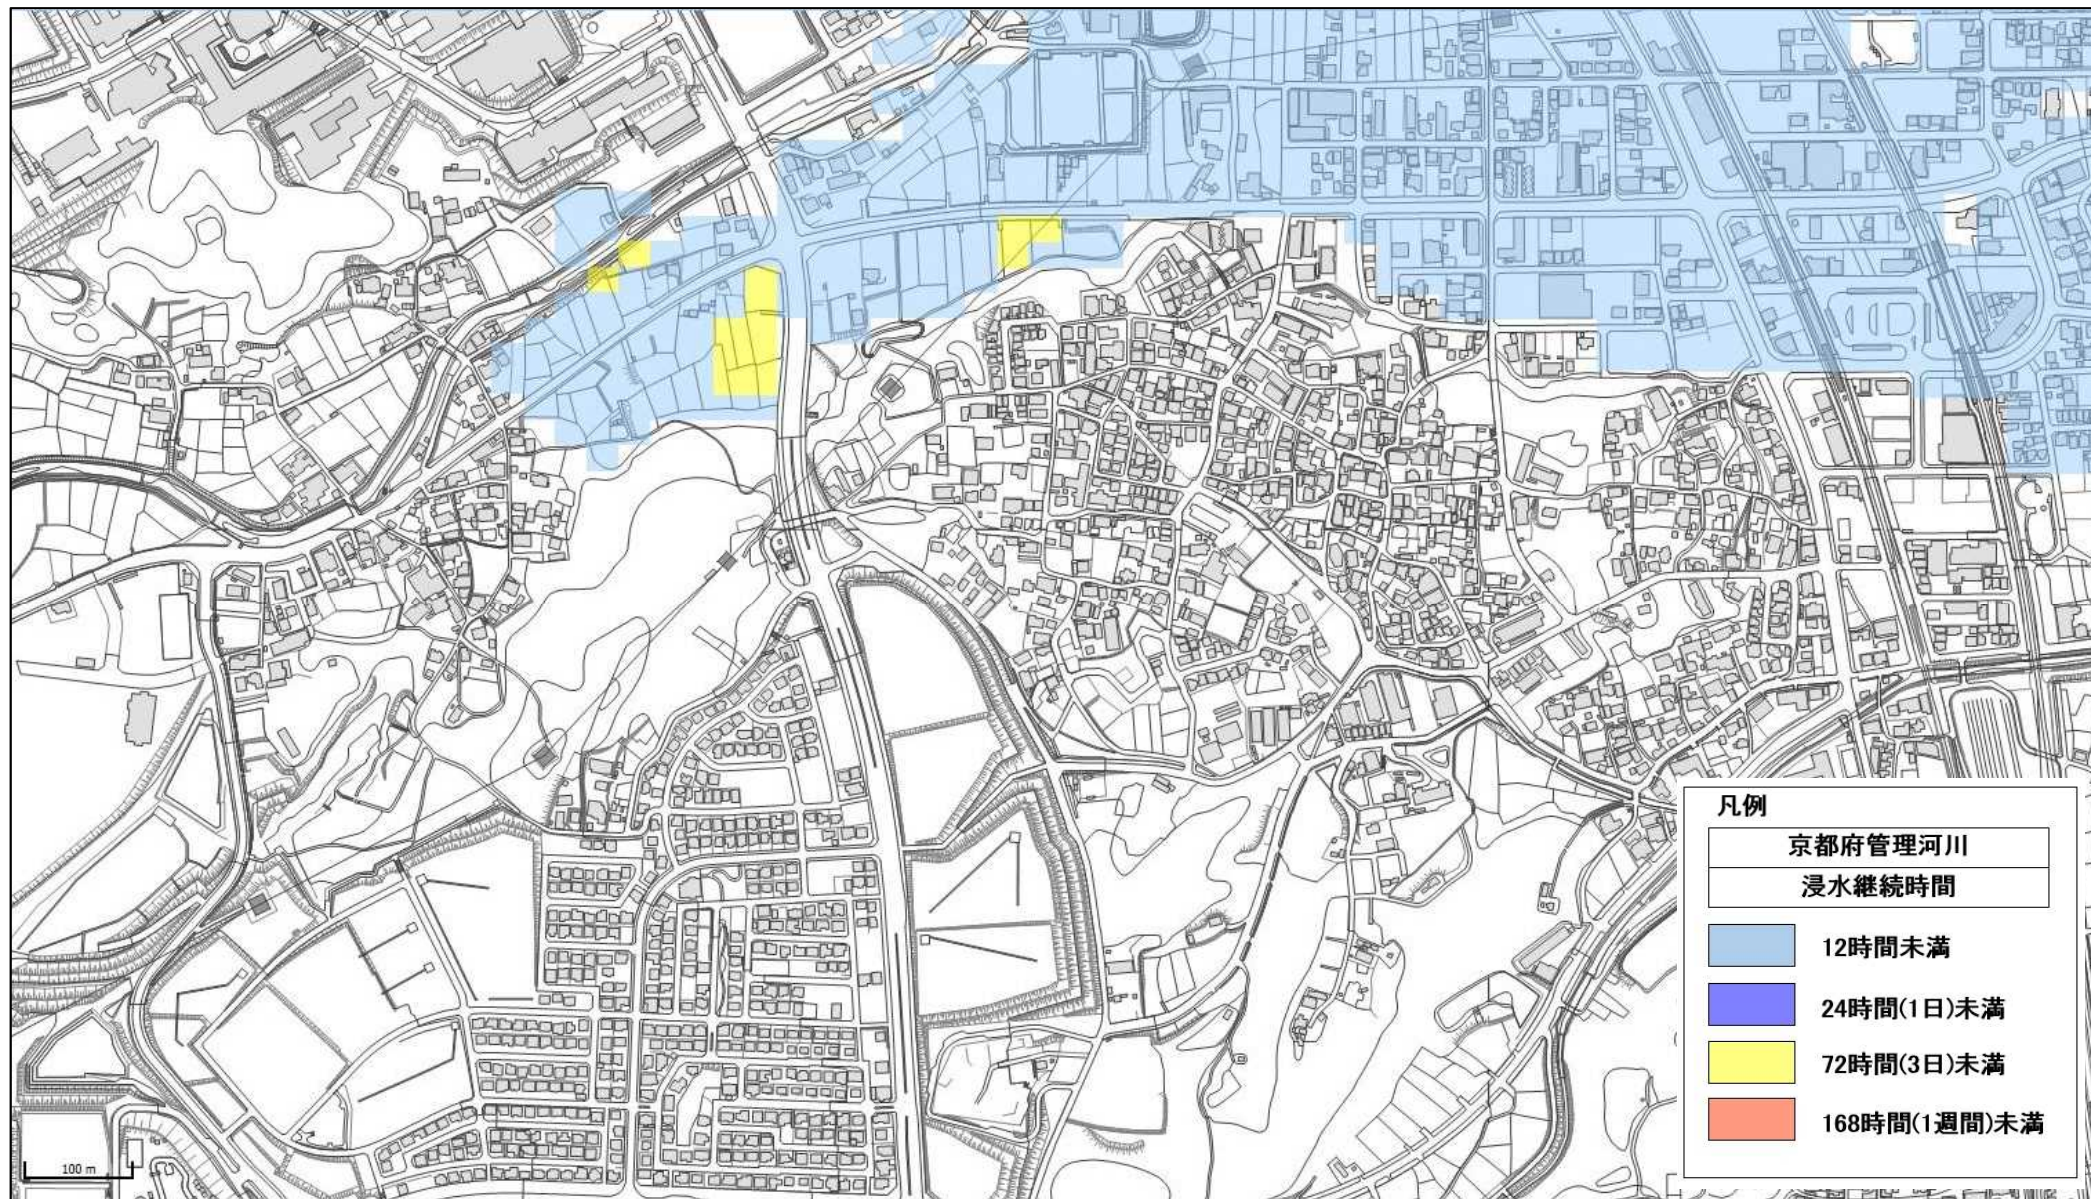 凡例
京都府管理河川
浸水継続時間
12時間未満
24時間(1日)未満
72時間(3日)未満
168時間(1週間)未満
100 m